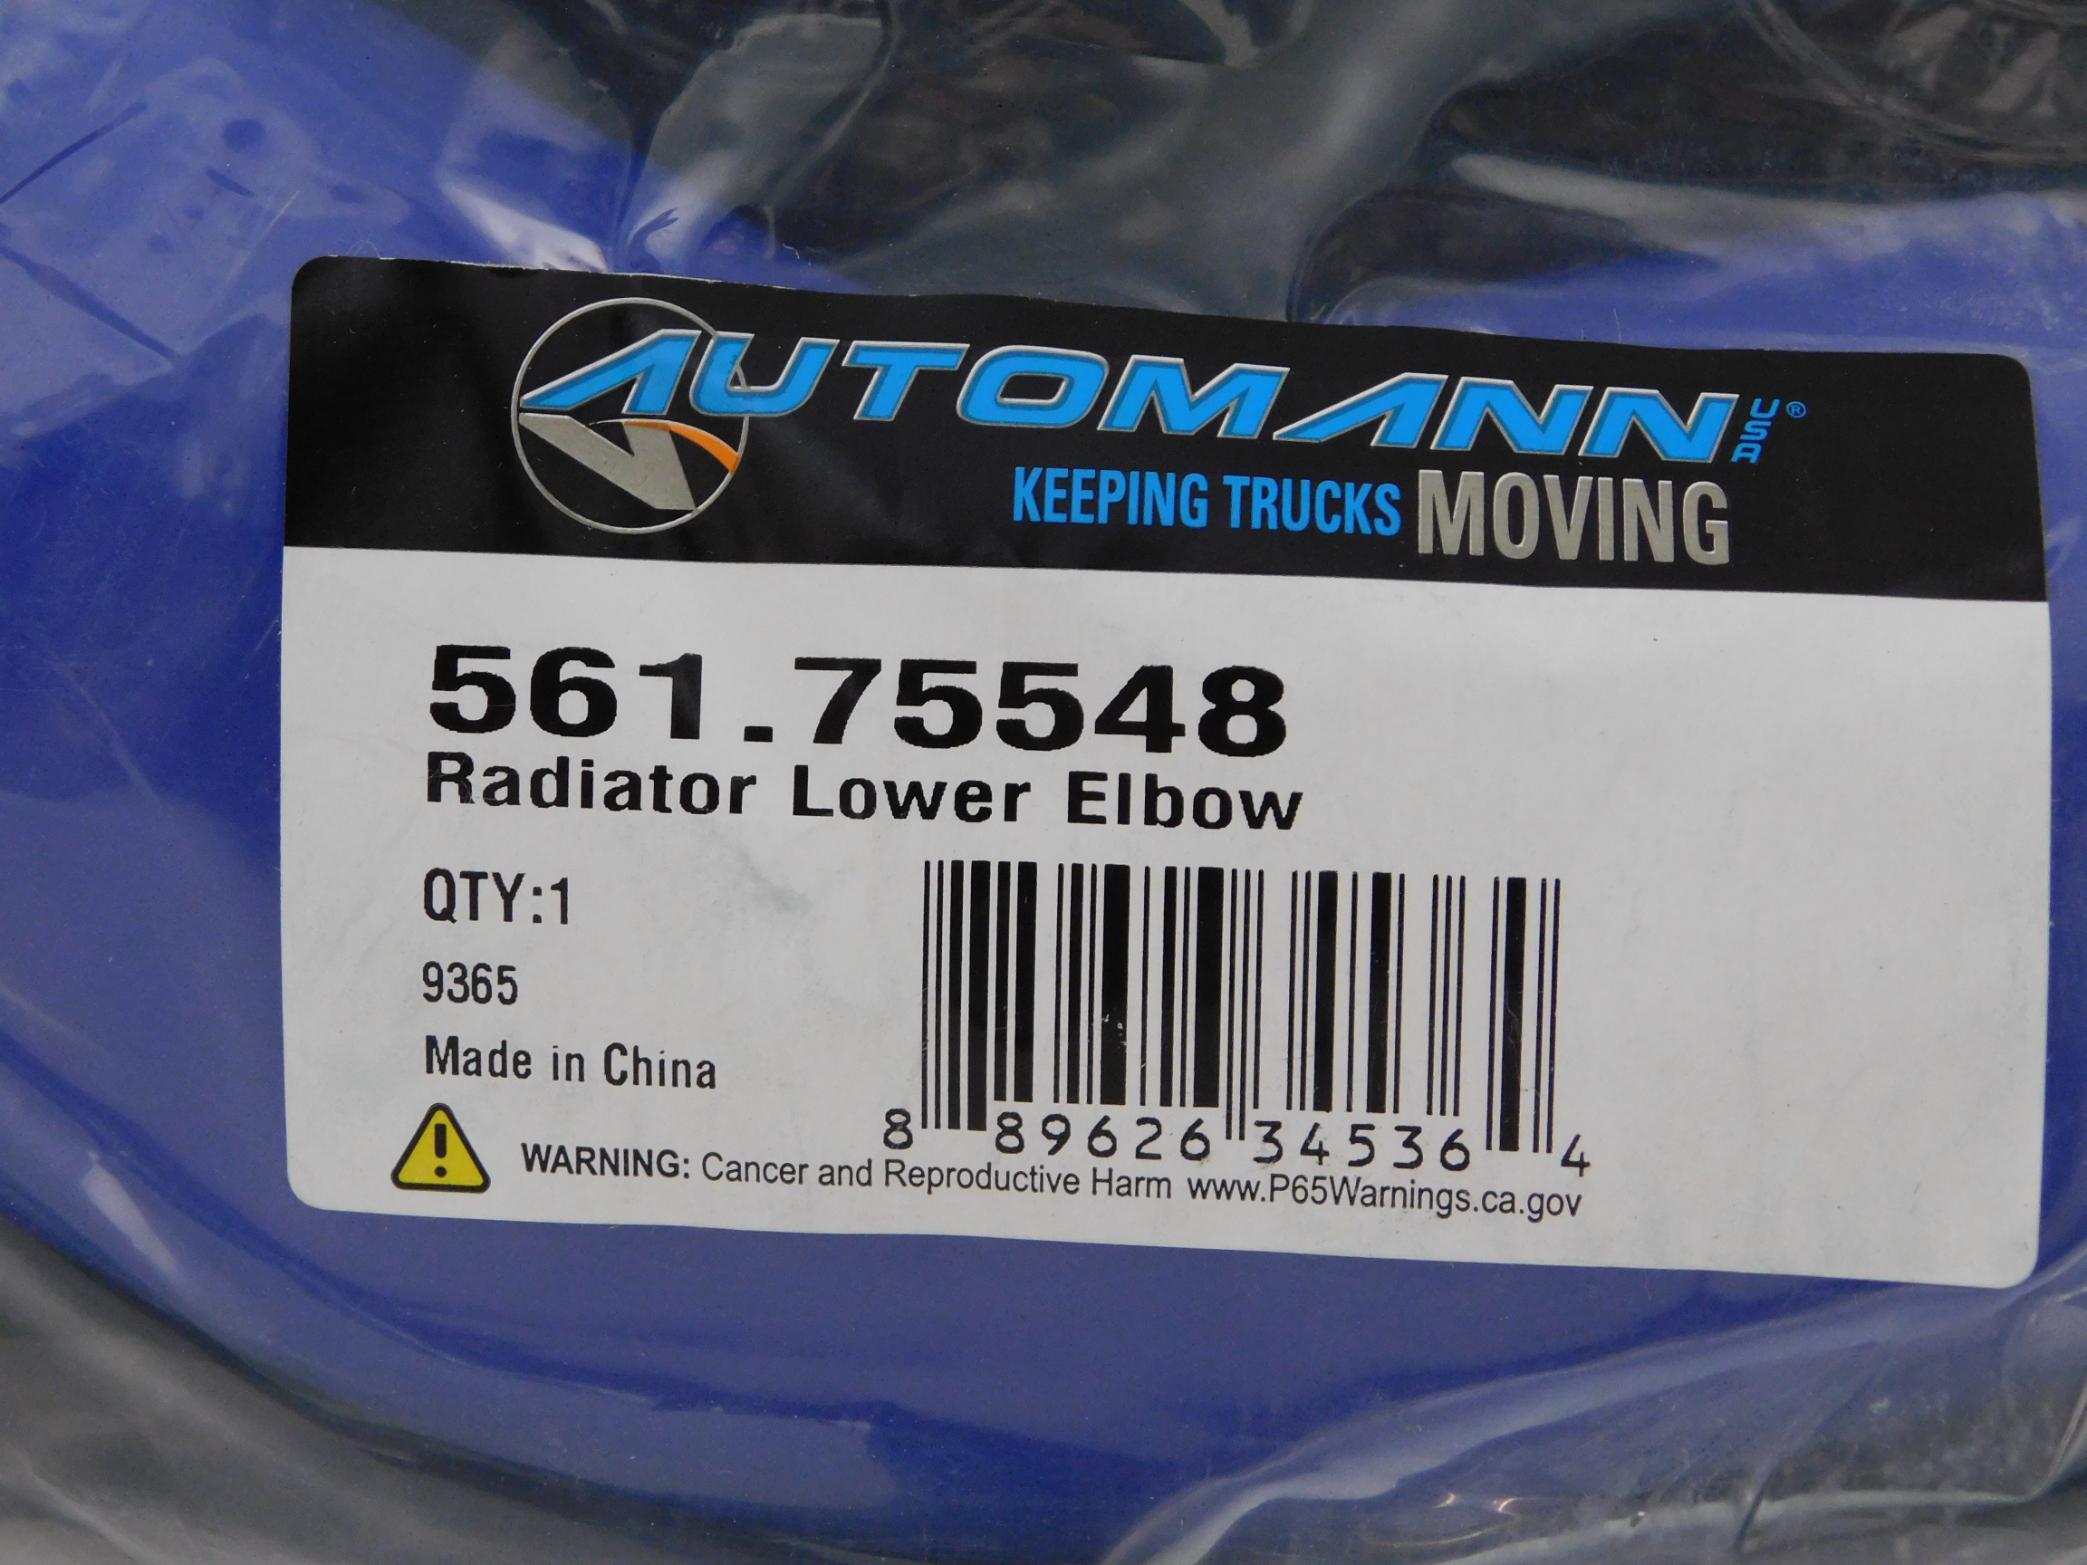 AUTOMANN USA®
KEEPING TRUCKS MOVING
561.75548
Radiator Lower Elbow
QTY:1
9365
Made in China
8 89626 34536 4
WARNING: Cancer and Reproductive Harm www.P65Warnings.ca.gov